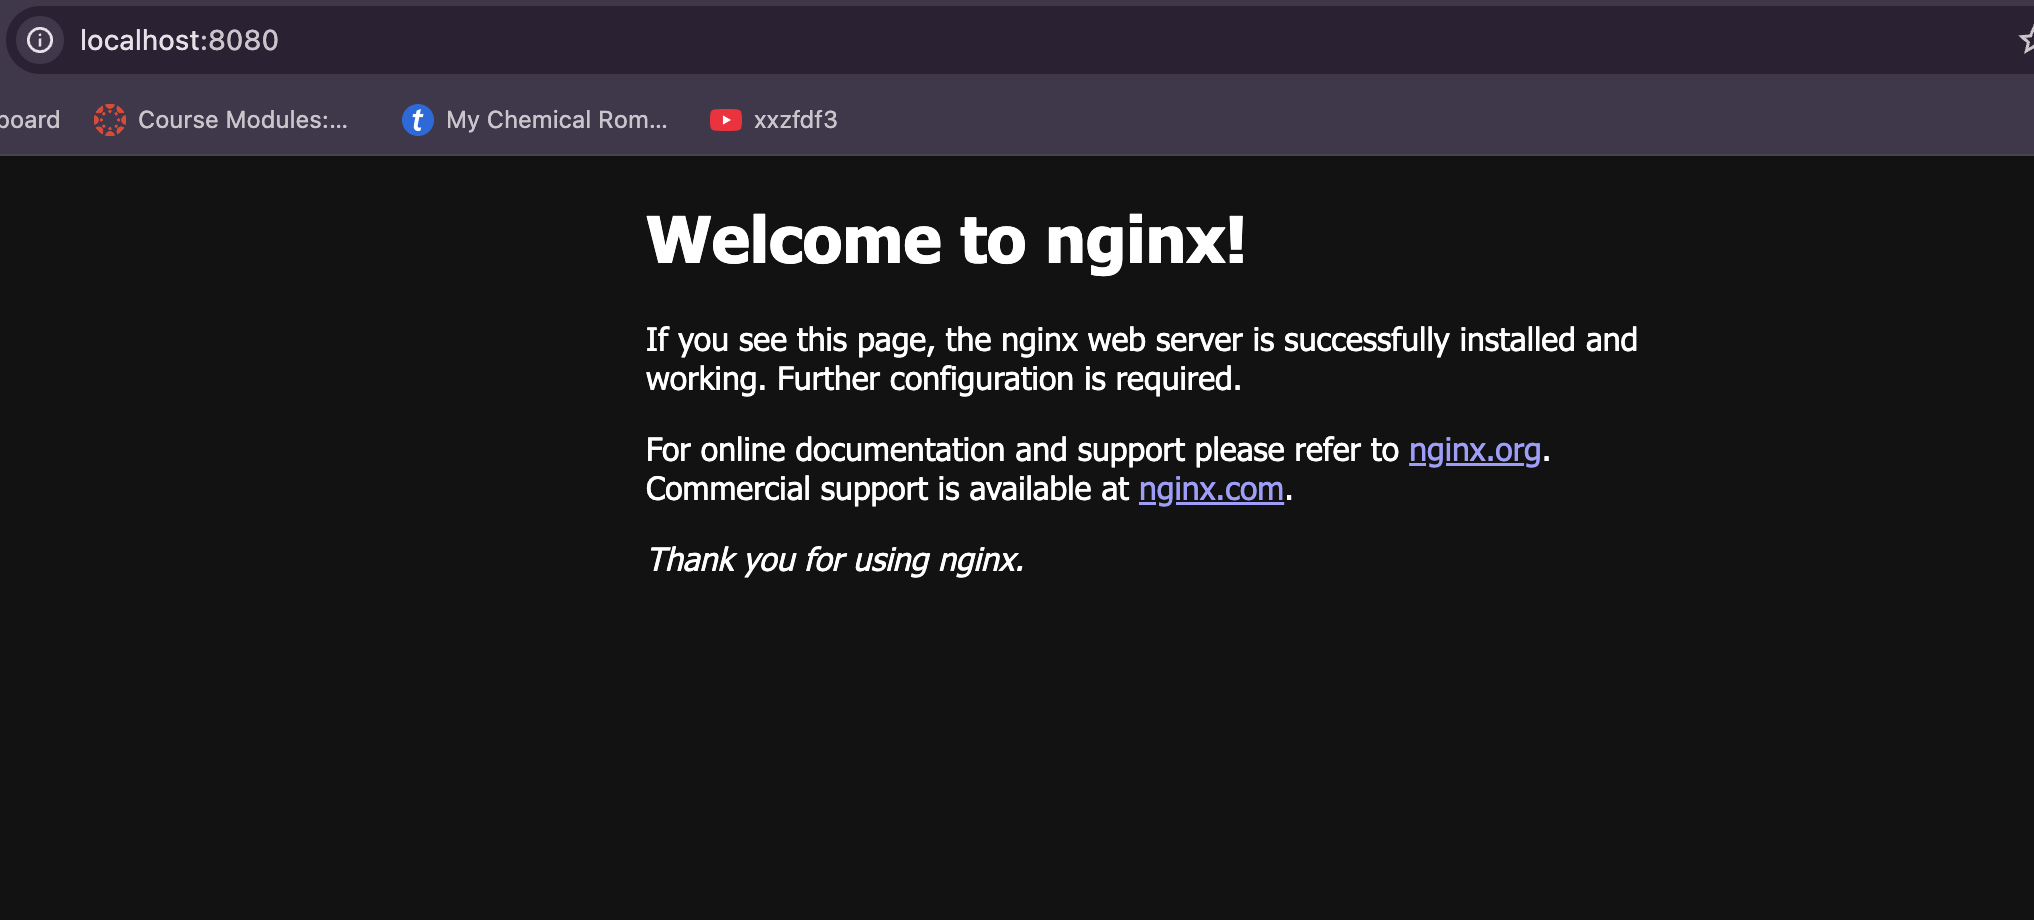 localhost:8080
board Course Modules:... My Chemical Rom... xxzfdf3
Welcome to nginx!
If you see this page, the nginx web server is successfully installed and
working. Further configuration is required.
For online documentation and support please refer to nginx.org.
Commercial support is available at nginx.com.
Thank you for using nginx.